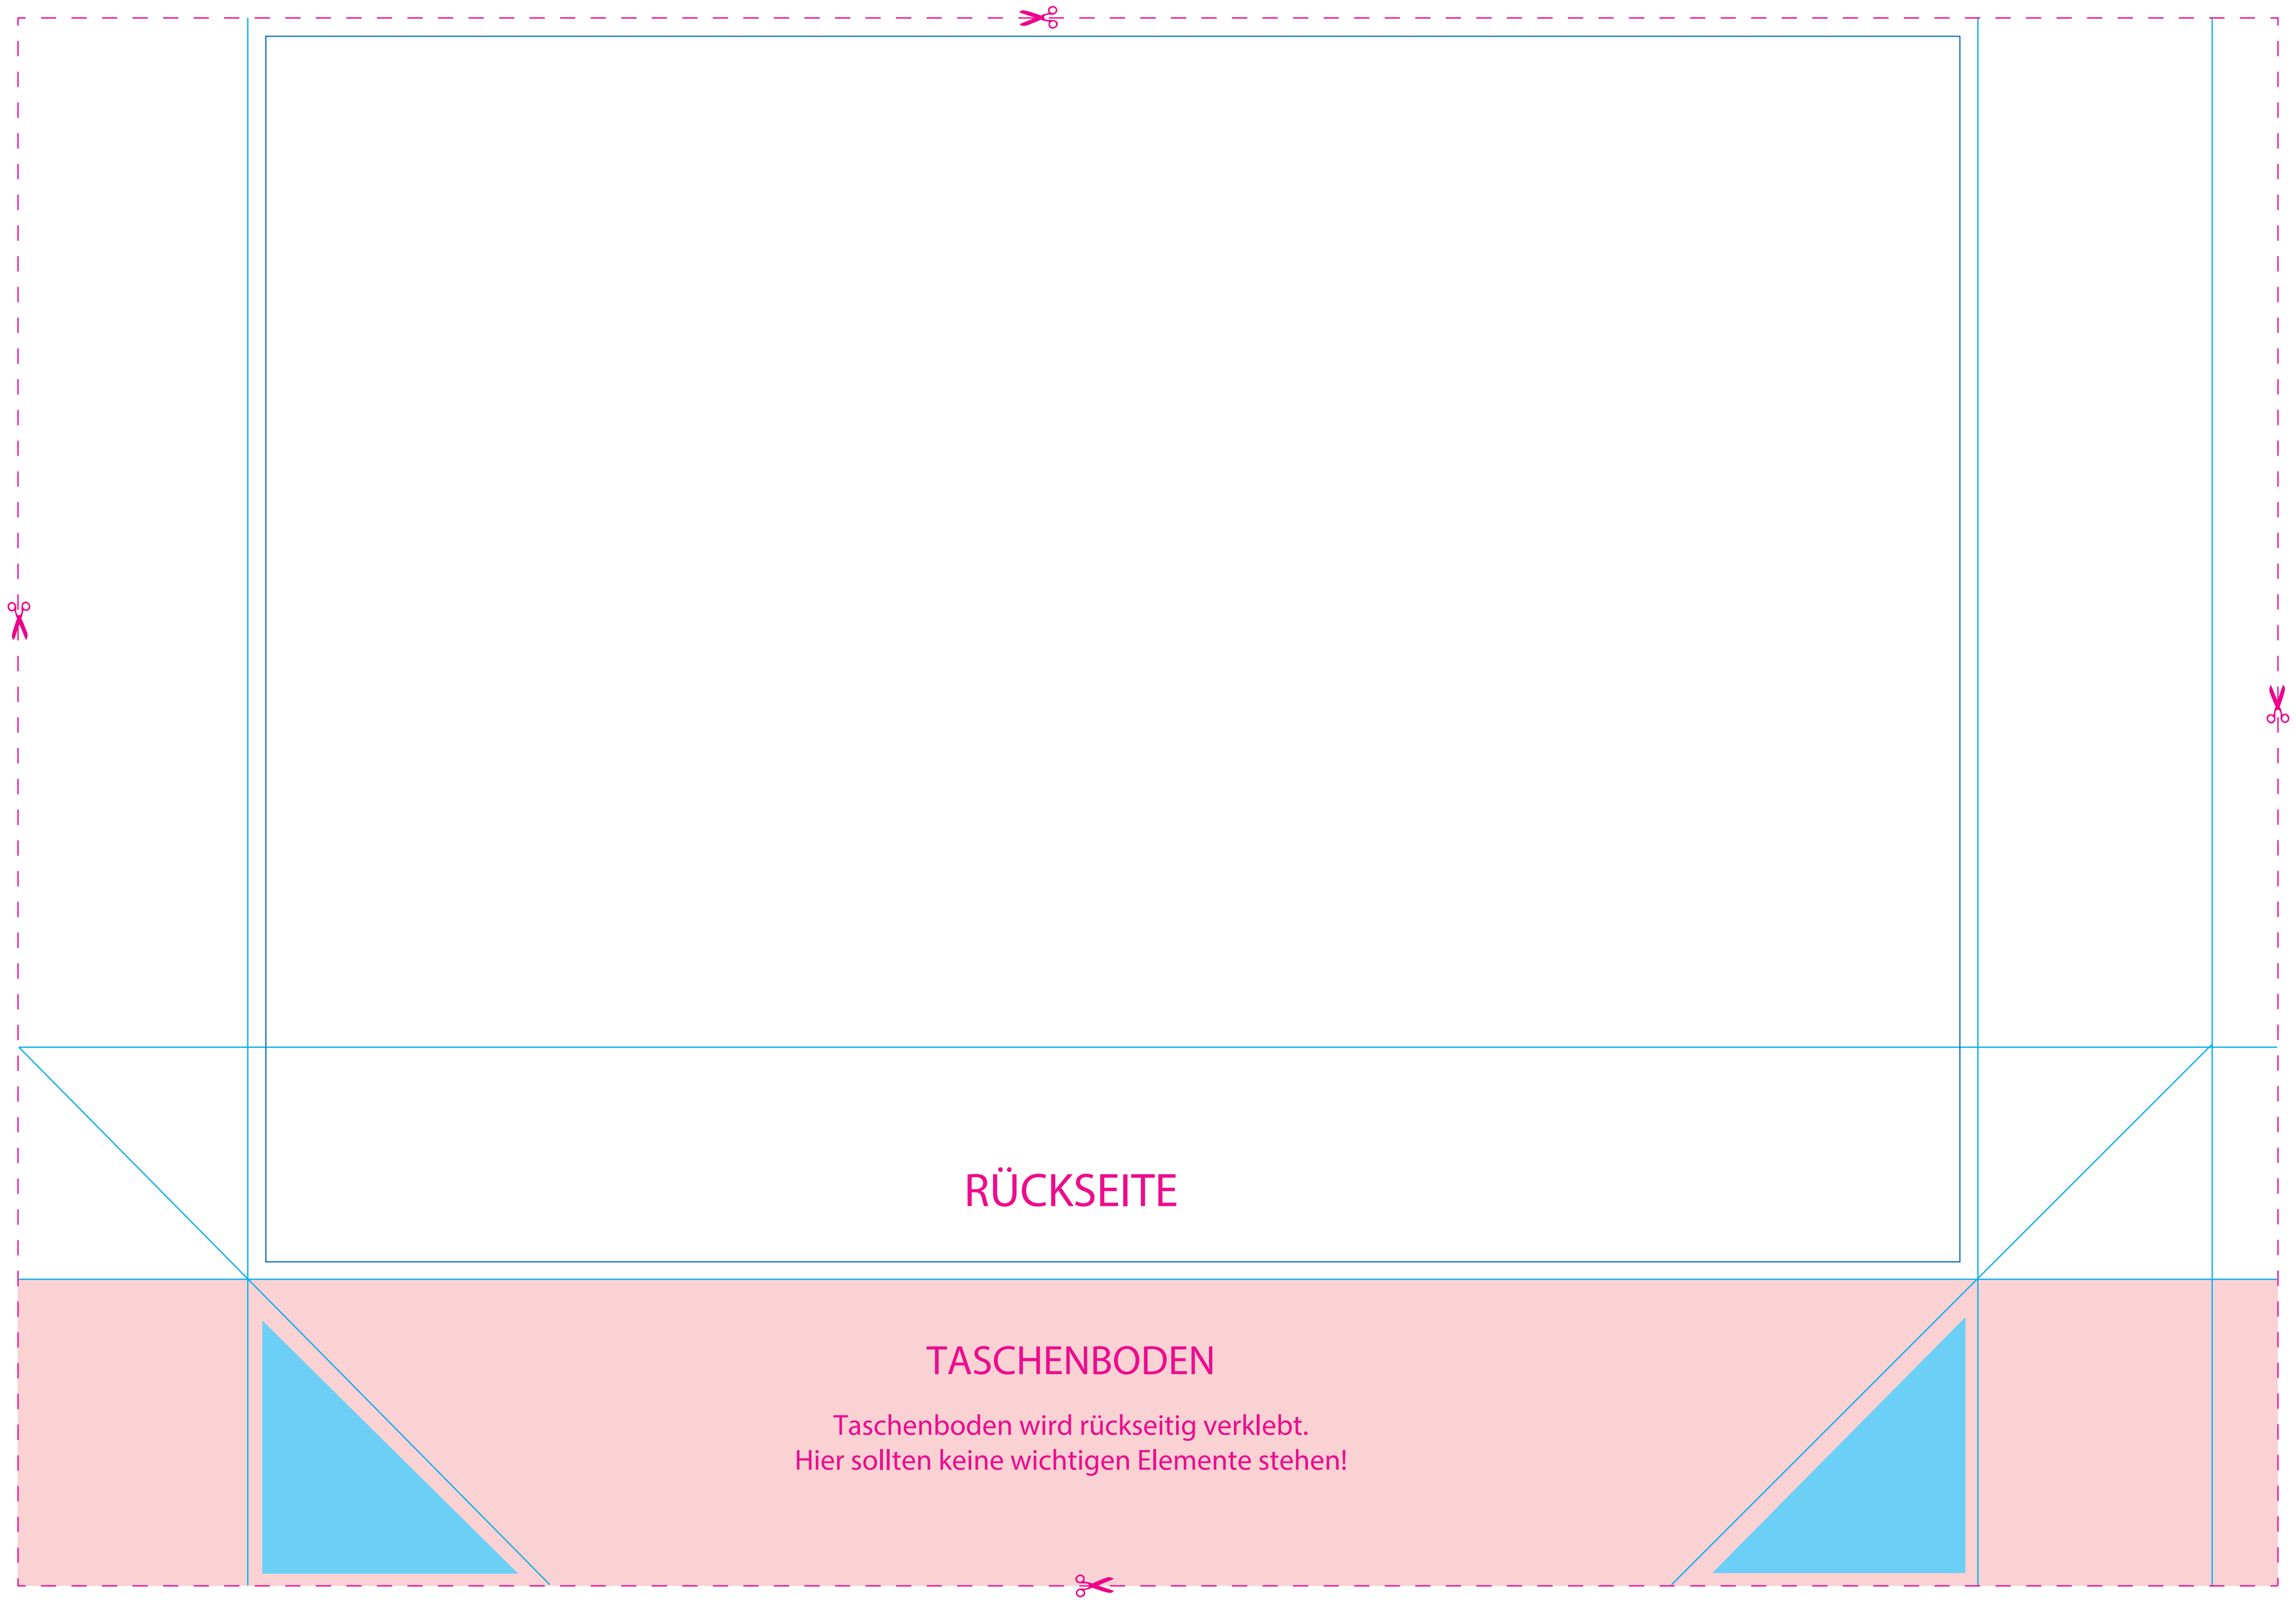 RÜCKSEITE
TASCHENBODEN
Taschenboden wird rückseitig verklebt.
Hier sollten keine wichtigen Elemente stehen!